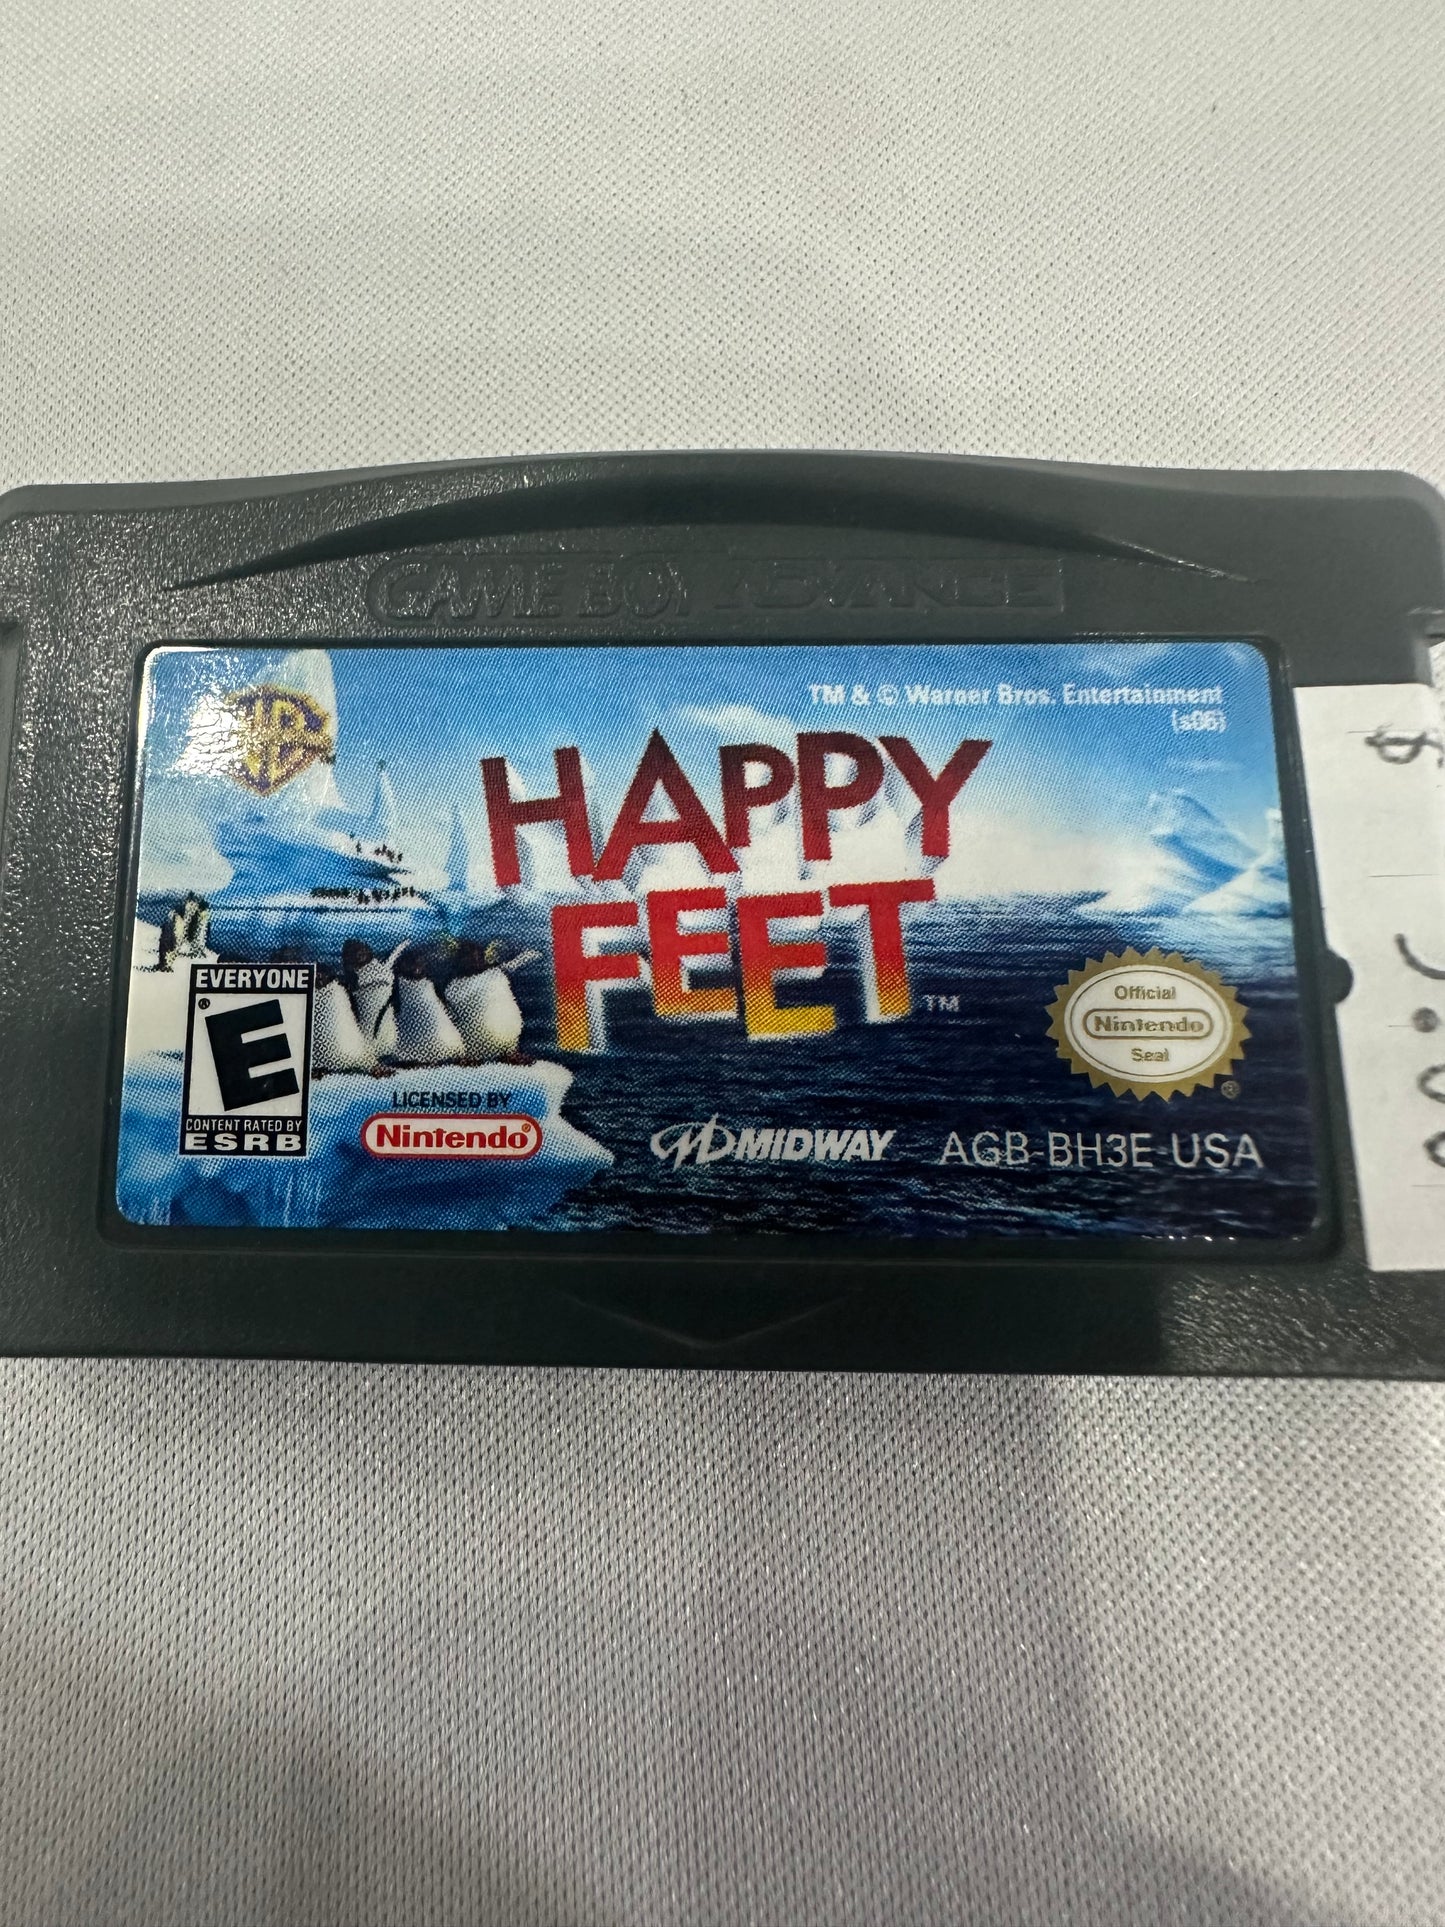 GAME BOY ADVANCE
WB
TM & © Warner Bros. Entertainment
(s06)
HAPPY
FEET
TM
EVERYONE
E
®
CONTENT RATED BY
ESRB
LICENSED BY
Nintendo®
MIDWAY
AGB-BH3E-USA
Official
Nintendo
Seal
®